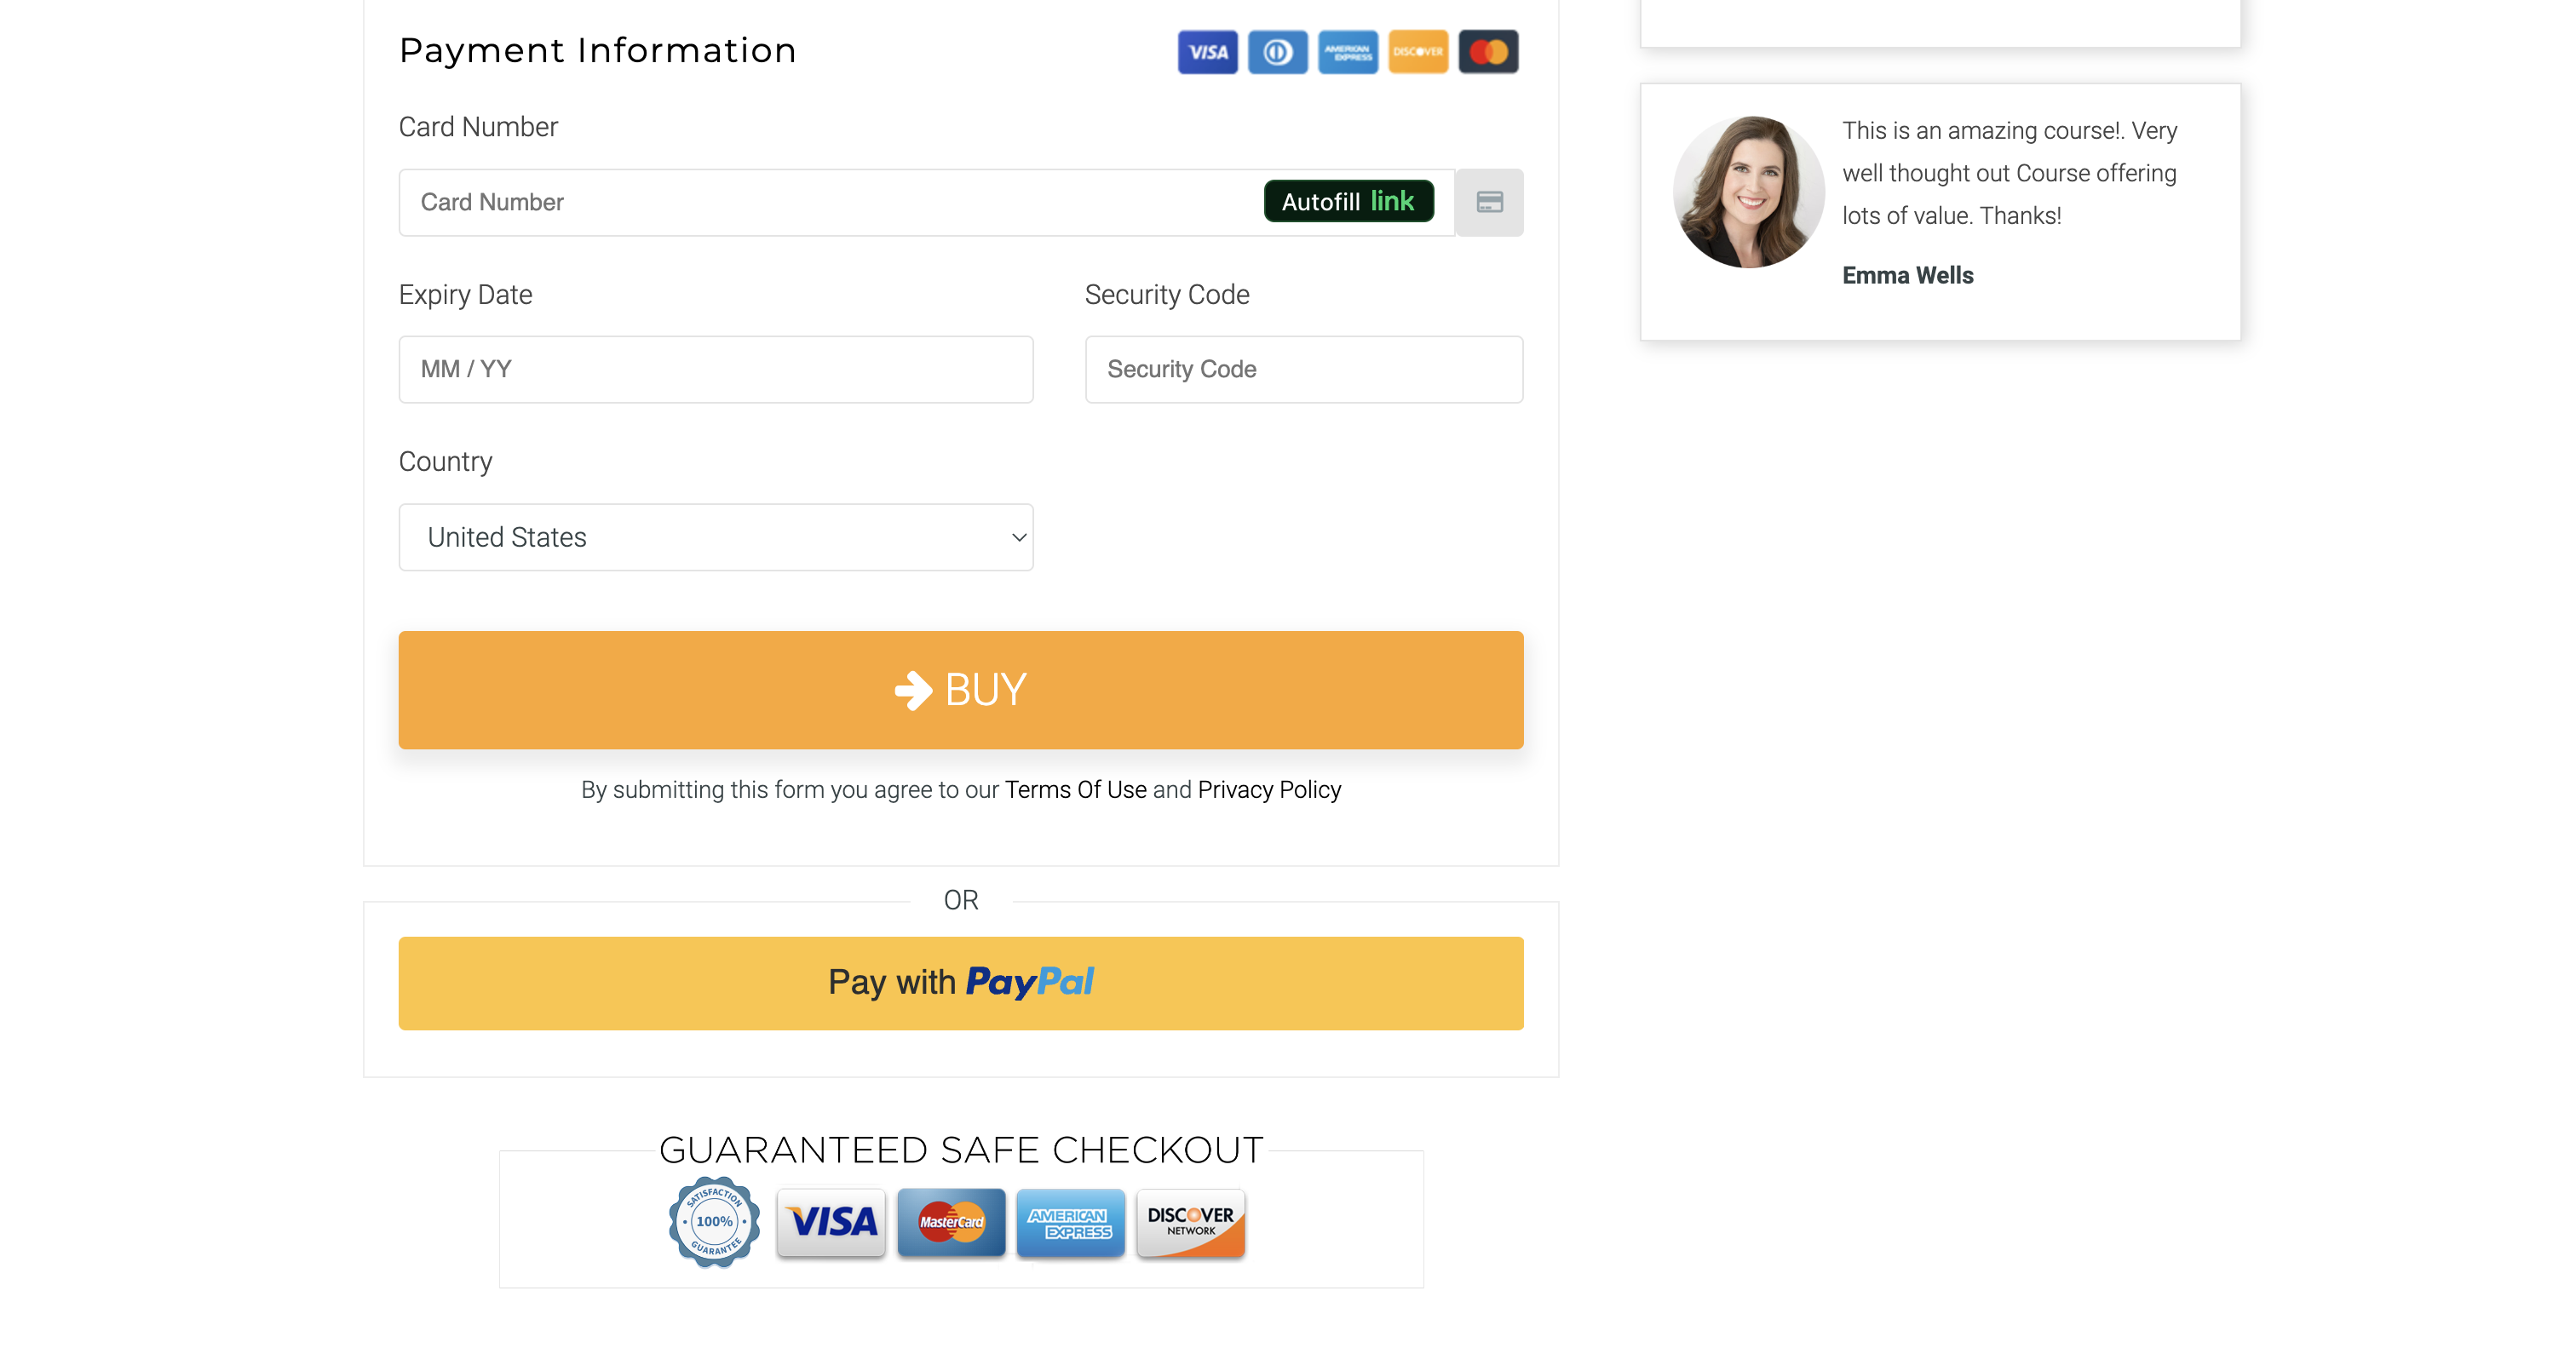 Payment Information
VISA
AMERICAN
EXPRESS
DISCOVER
Card Number
Card Number
Autofill link
Expiry Date
Security Code
MM / YY
Security Code
Country
United States
BUY
By submitting this form you agree to our Terms Of Use and Privacy Policy
OR
Pay with PayPal
GUARANTEED SAFE CHECKOUT
SATISFACTION
100%
GUARANTEE
VISA
MasterCard
AMERICAN
EXPRESS
DISCOVER
NETWORK
This is an amazing course!. Very
well thought out Course offering
lots of value. Thanks!
Emma Wells